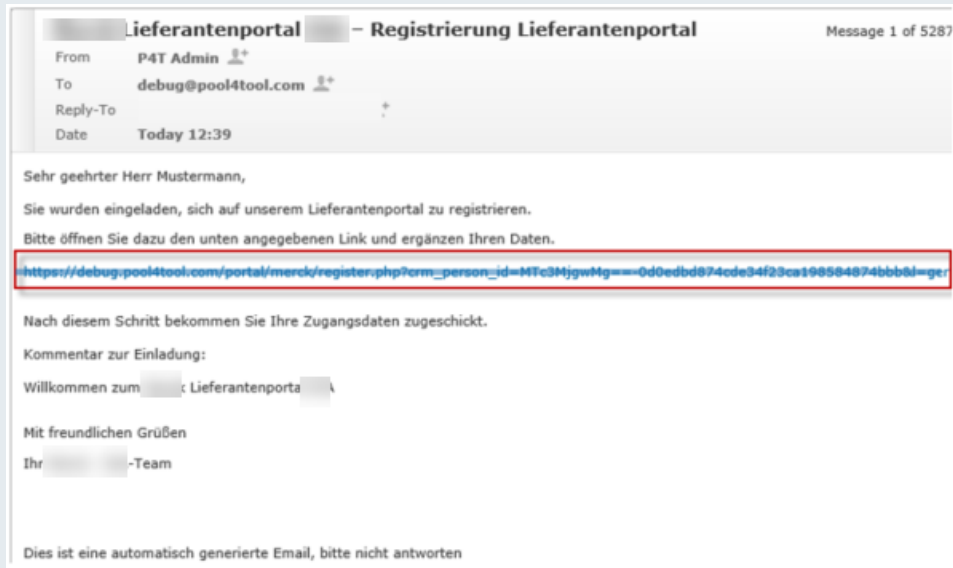 Lieferantenportal – Registrierung Lieferantenportal
Message 1 of 5287
From P4T Admin
To debug@pool4tool.com
Reply-To
Date Today 12:39
Sehr geehrter Herr Mustermann,
Sie wurden eingeladen, sich auf unserem Lieferantenportal zu registrieren.
Bitte öffnen Sie dazu den unten angegebenen Link und ergänzen Ihren Daten.
https://debug.pool4tool.com/portal/merck/register.php?crm_person_id=MTc3MjgwMg==-0d0edbd874cde34f23ca198584874bbb&l=ger
Nach diesem Schritt bekommen Sie Ihre Zugangsdaten zugeschickt.
Kommentar zur Einladung:
Willkommen zum Lieferantenporta
Mit freundlichen Grüßen
Ihr -Team
Dies ist eine automatisch generierte Email, bitte nicht antworten